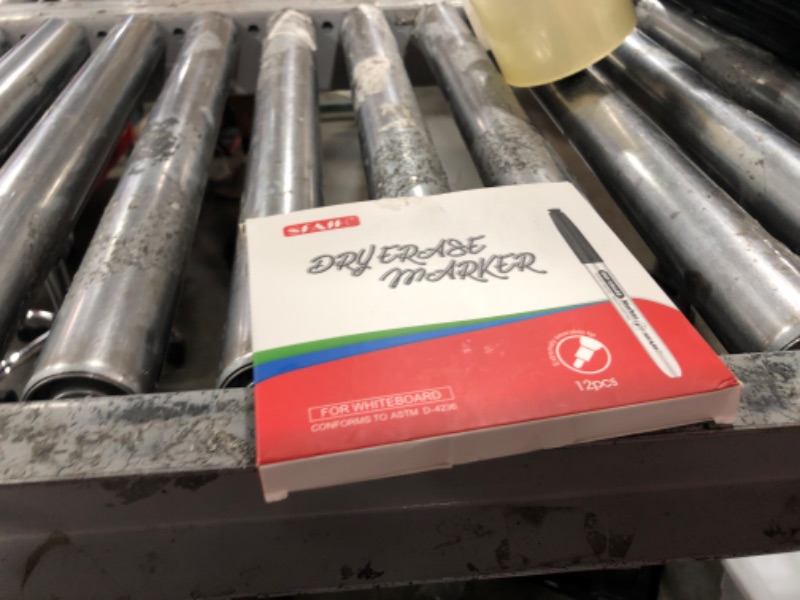 DRY ERASE
MARKER
12pcs
FOR WHITEBOARD
CONFORMS TO ASTM D-4236